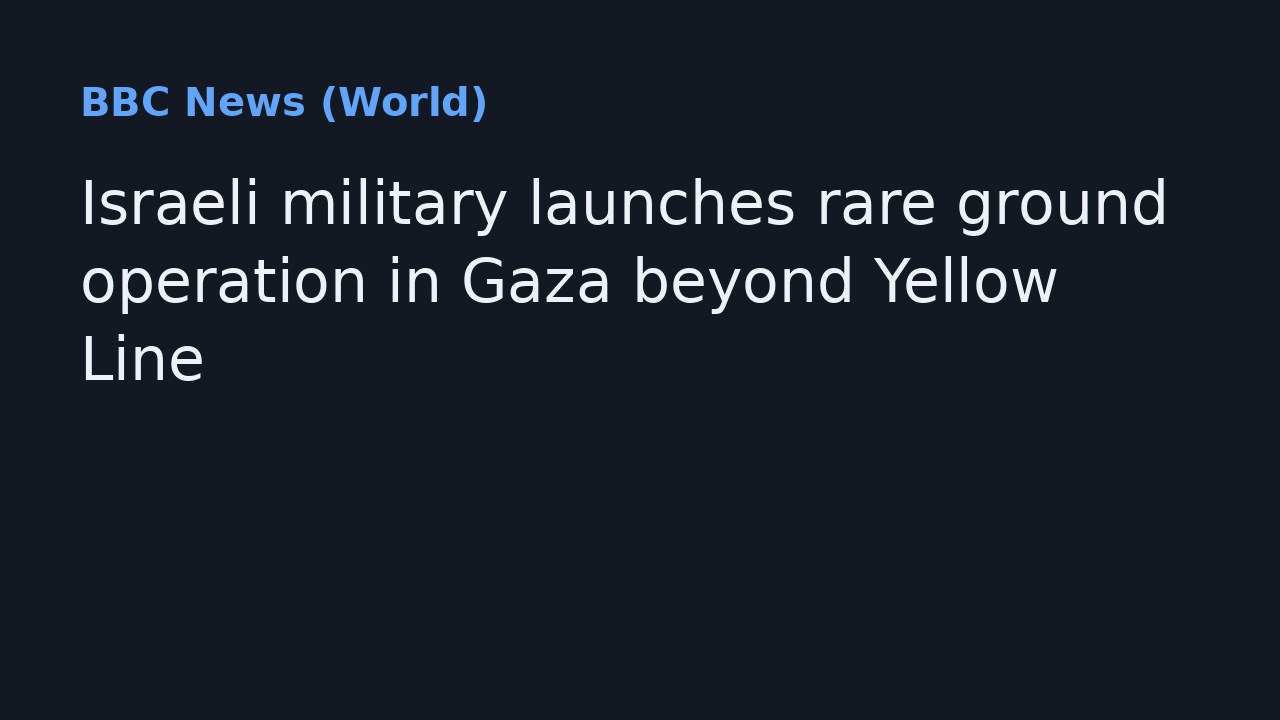 BBC News (World)
Israeli military launches rare ground
operation in Gaza beyond Yellow
Line